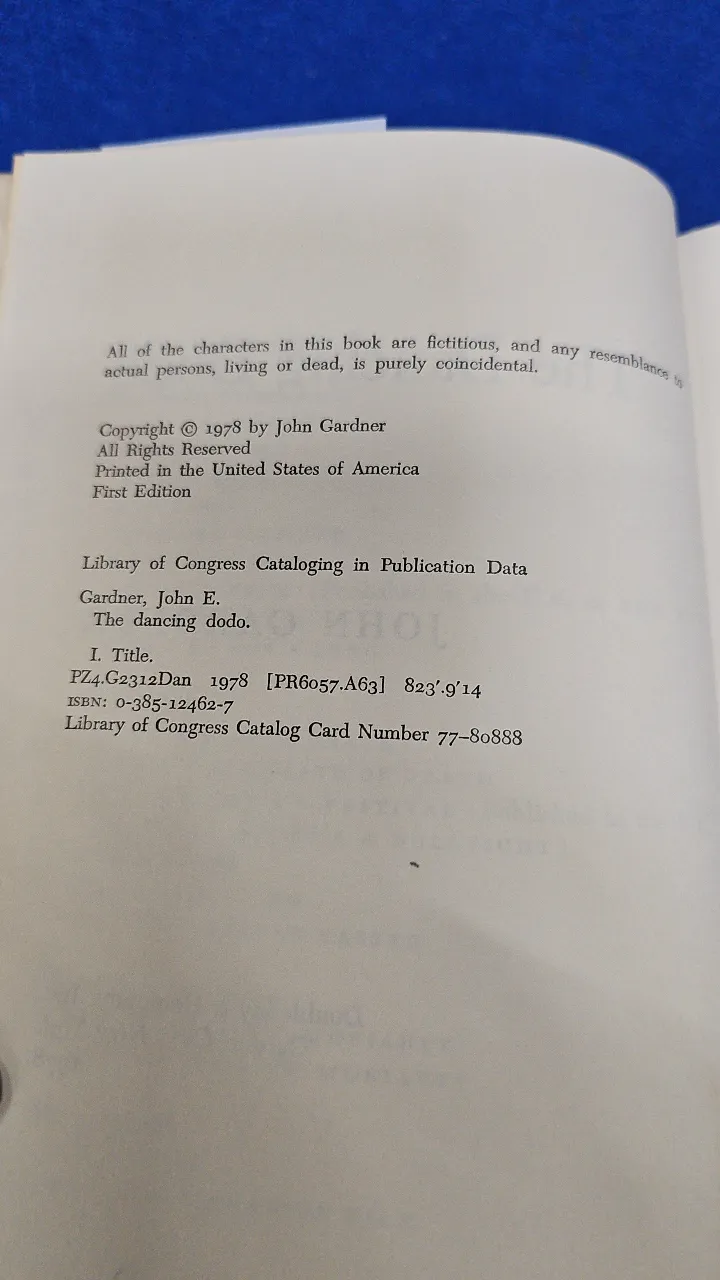 All of the characters in this book are fictitious, and any resemblance to
actual persons, living or dead, is purely coincidental.
Copyright © 1978 by John Gardner
All Rights Reserved
Printed in the United States of America
First Edition
Library of Congress Cataloging in Publication Data
Gardner, John E.
The dancing dodo.
I. Title.
PZ4.G2312Dan 1978 [PR6057.A63] 823'.9'14
ISBN: 0-385-12462-7
Library of Congress Catalog Card Number 77–80888